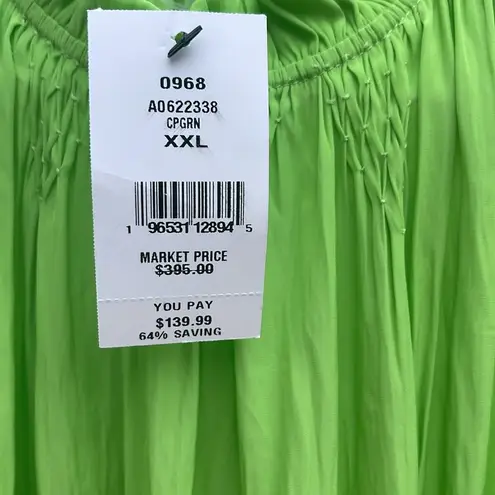 0968
A0622338
CPGRN
XXL
1 96531 12894 5
MARKET PRICE
$395.00
YOU PAY
$139.99
64% SAVING